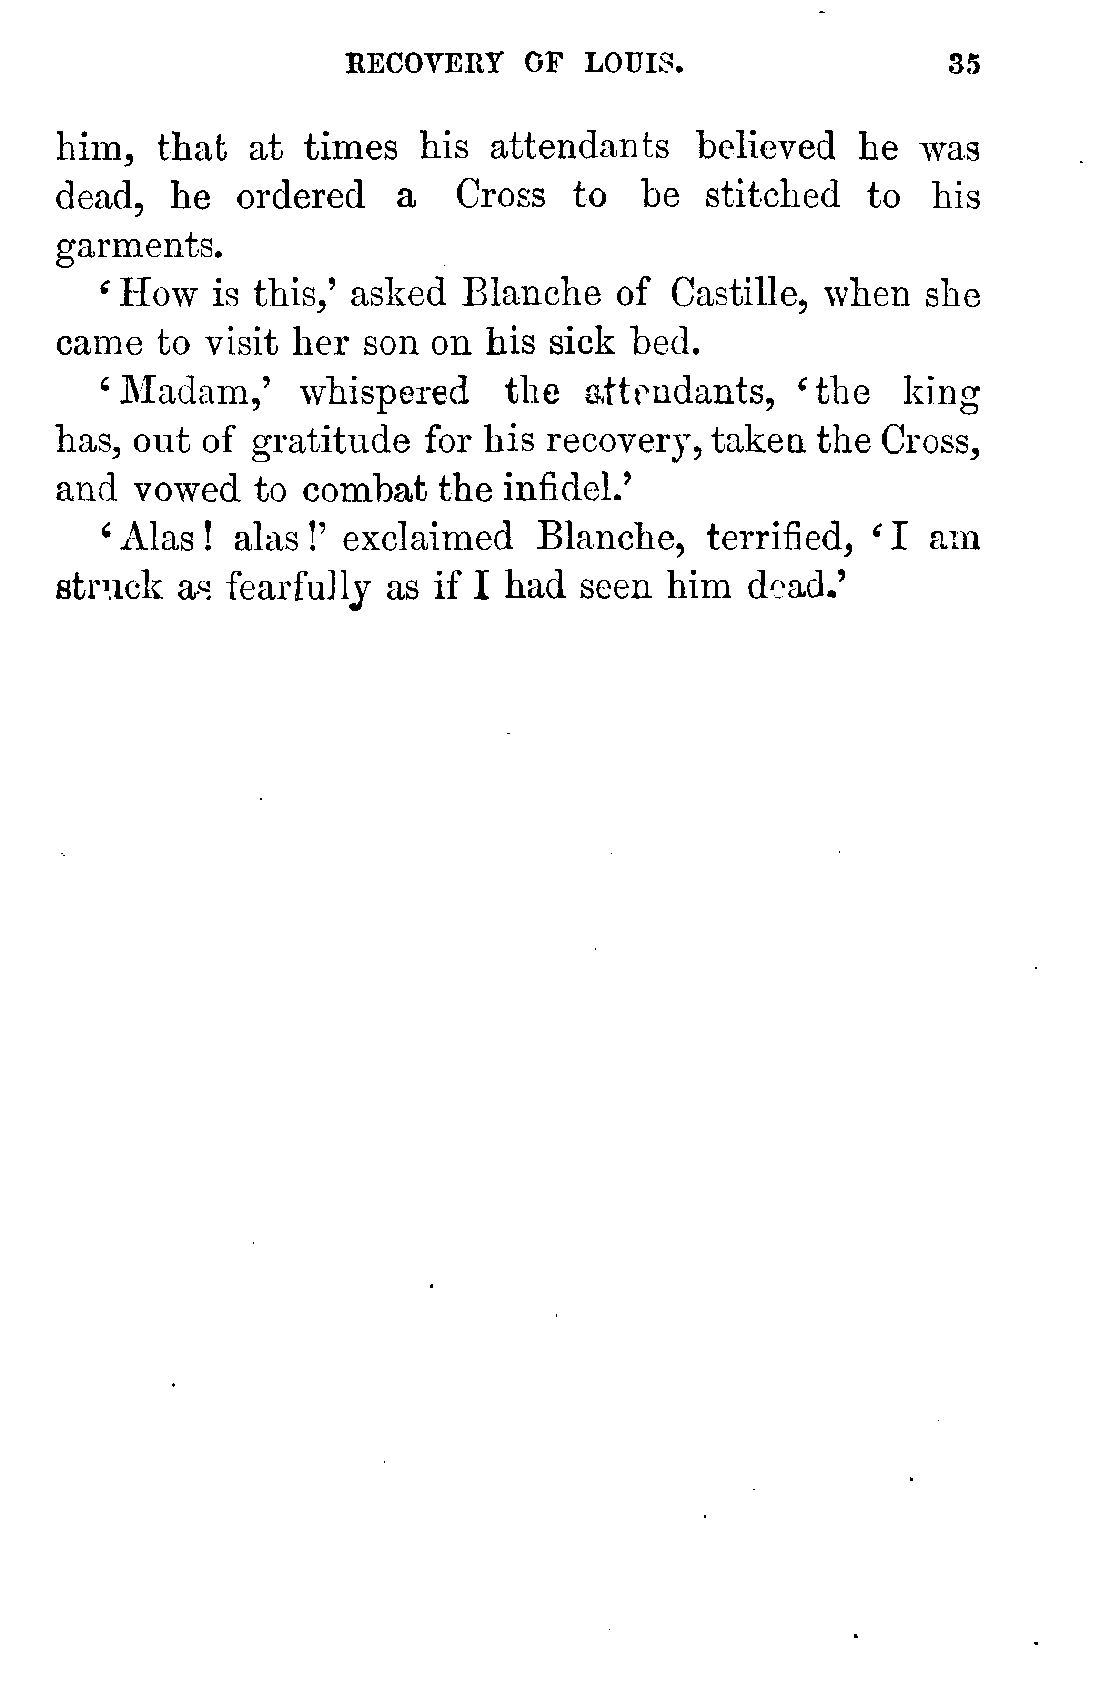 RECOVERY OF LOUIS. 35
him, that at times his attendants believed he was
dead, he ordered a Cross to be stitched to his
garments.
‘How is this,’ asked Blanche of Castille, when she
came to visit her son on his sick bed.
‘Madam,’ whispered the attendants, ‘the king
has, out of gratitude for his recovery, taken the Cross,
and vowed to combat the infidel.’
‘Alas! alas!’ exclaimed Blanche, terrified, ‘I am
struck as fearfully as if I had seen him dead.’